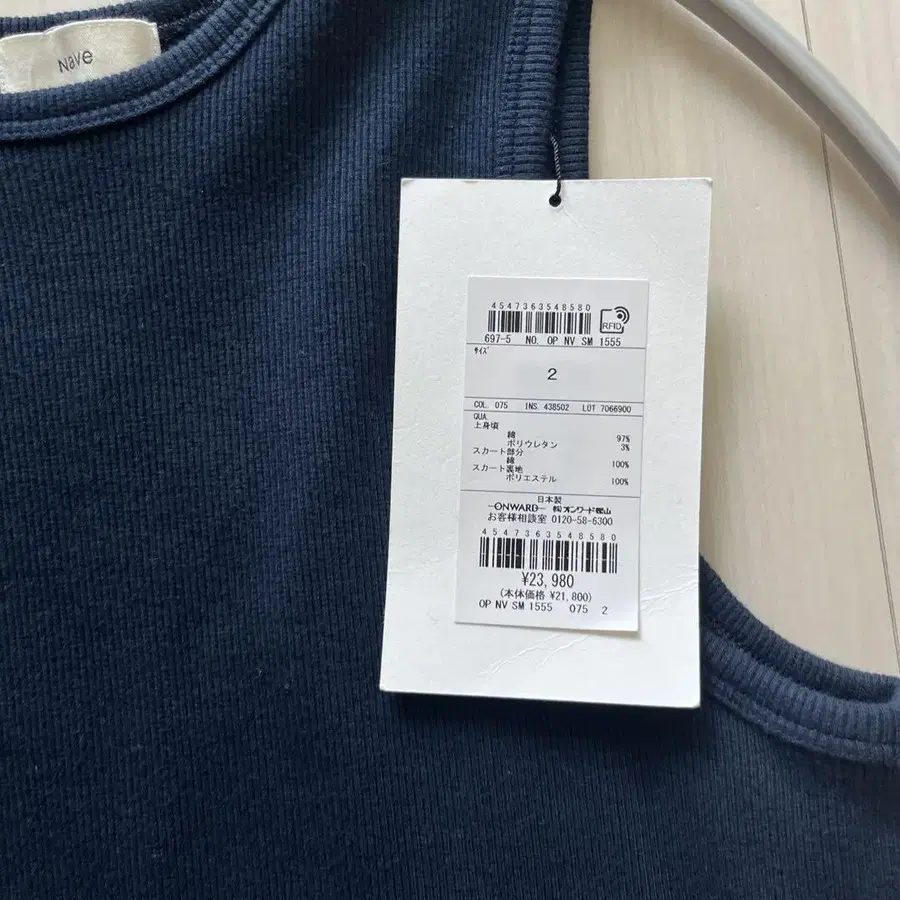 Nave
4547363548580
RFID
697-5 NO. OP NV SM 1555
サイズ
2
COL. 075 INS. 438502 LOT 7066900
QUA.
上身頃
綿 97%
ポリウレタン 3%
スカート部分
綿 100%
スカート裏地
ポリエステル 100%
日本製
-ONWARD- ㈱オンワード樫山
お客様相談室 0120-58-6300
4547363548580
¥23,980
(本体価格 ¥21,800)
OP NV SM 1555 075 2